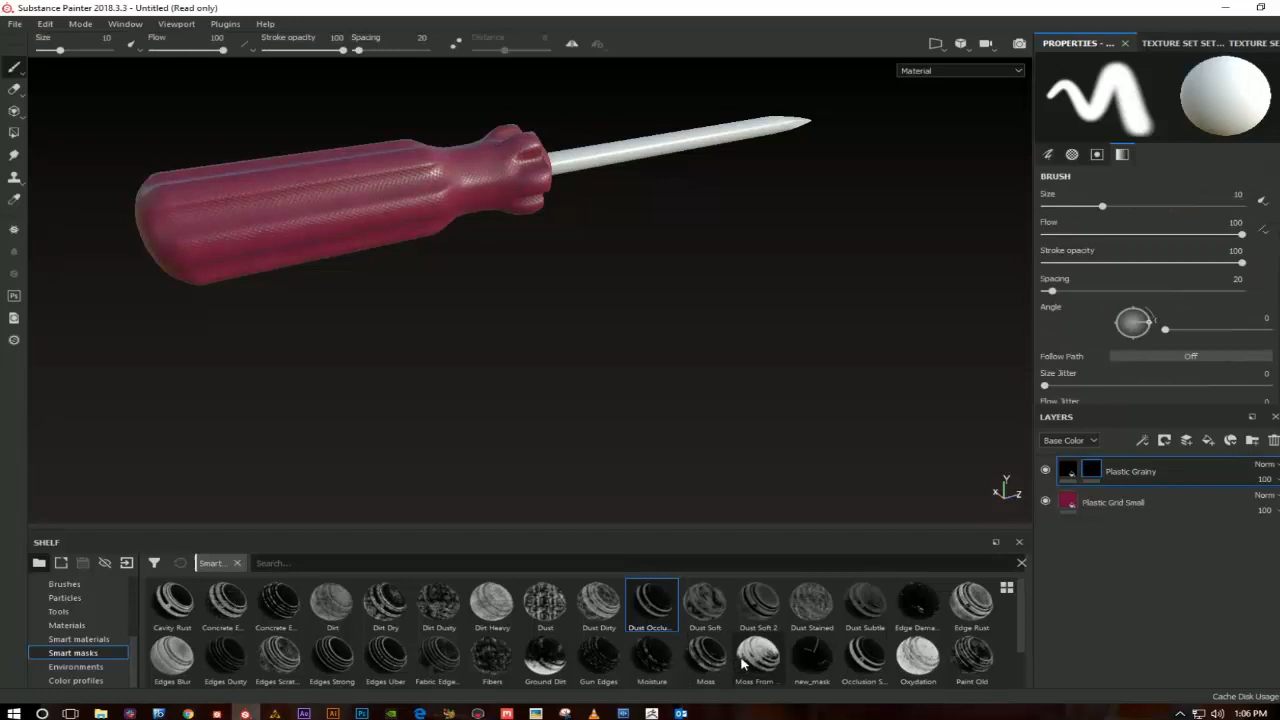 Substance Painter 2018.3.3 - Untitled (Read only)
File Edit Mode Window Viewport Plugins Help
Size 10 Flow 100 Stroke opacity 100 Spacing 20 Distance 8
Material
PROPERTIES - ... TEXTURE SET SET... TEXTURE SE
BRUSH
Size 10
Flow 100
Stroke opacity 100
Spacing 20
Angle 0
Follow Path Off
Size Jitter 0
Flow Jitter 0
LAYERS
Base Color
Plastic Grainy Norm
100
Plastic Grid Small Norm
100
Y
X Z
SHELF
Smart... Search...
Brushes
Particles
Tools
Materials
Smart materials
Smart masks
Environments
Color profiles
Cavity Rust Concrete E... Concrete E... Dirt Dirt Dry Dirt Dusty Dirt Heavy Dust Dust Dirty Dust Occlu... Dust Soft Dust Soft 2 Dust Stained Dust Subtle Edge Dama... Edge Rust
Edges Blur Edges Dusty Edges Scrat... Edges Strong Edges Uber Fabric Edge... Fibers Ground Dirt Gun Edges Moisture Moss Moss From ... new_mask Occlusion S... Oxydation Paint Old
Cache Disk Usage
1:06 PM